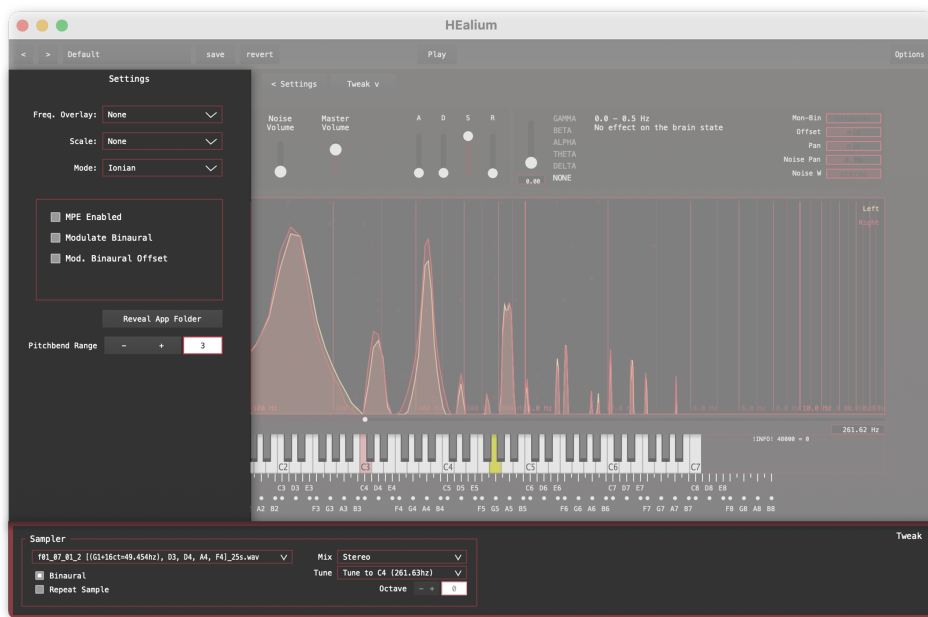 HEalium
< > Default save revert Play Options
Settings
< Settings Tweak v
Freq. Overlay: None
Scale: None
Mode: Ionian
MPE Enabled
Modulate Binaural
Mod. Binaural Offset
Reveal App Folder
Pitchbend Range - + 3
Noise Volume
Master Volume
A D S R
0.00
GAMMA
BETA
ALPHA
THETA
DELTA
NONE
0.0 - 0.5 Hz
No effect on the brain state
Mon-Bin
Offset
Pan
Noise Pan
Noise W
Left
Right
261.62 Hz
!INFO! 48000 = 0
C2 C3 C4 C5 C6 C7
C3 D3 E3 C4 D4 E4 C5 D5 E5 C6 D6 E6 C7 D7 E7 C8 D8 E8
A2 B2 F3 G3 A3 B3 F4 G4 A4 B4 F5 G5 A5 B5 F6 G6 A6 B6 F7 G7 A7 B7 F8 G8 A8 B8
Tweak
Sampler
f01_07_01_2 [(G1+16ct=49.454hz), D3, D4, A4, F4]_25s.wav
Binaural
Repeat Sample
Mix Stereo
Tune Tune to C4 (261.63hz)
Octave - + 0